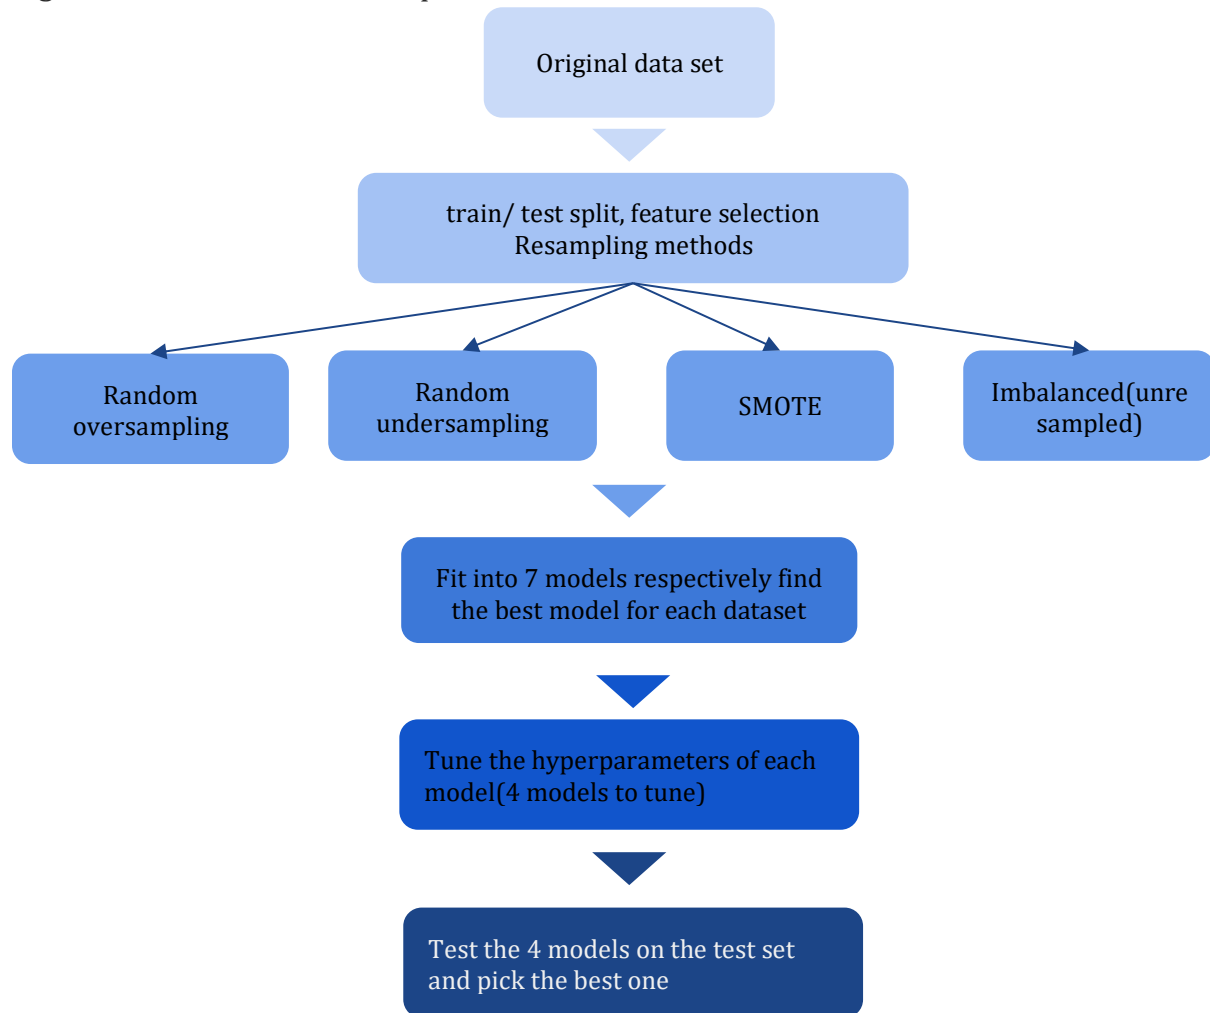 Original data set
train/ test split, feature selection
Resampling methods
Random
oversampling
Random
undersampling
SMOTE
Imbalanced(unre
sampled)
Fit into 7 models respectively find
the best model for each dataset
Tune the hyperparameters of each
model(4 models to tune)
Test the 4 models on the test set
and pick the best one